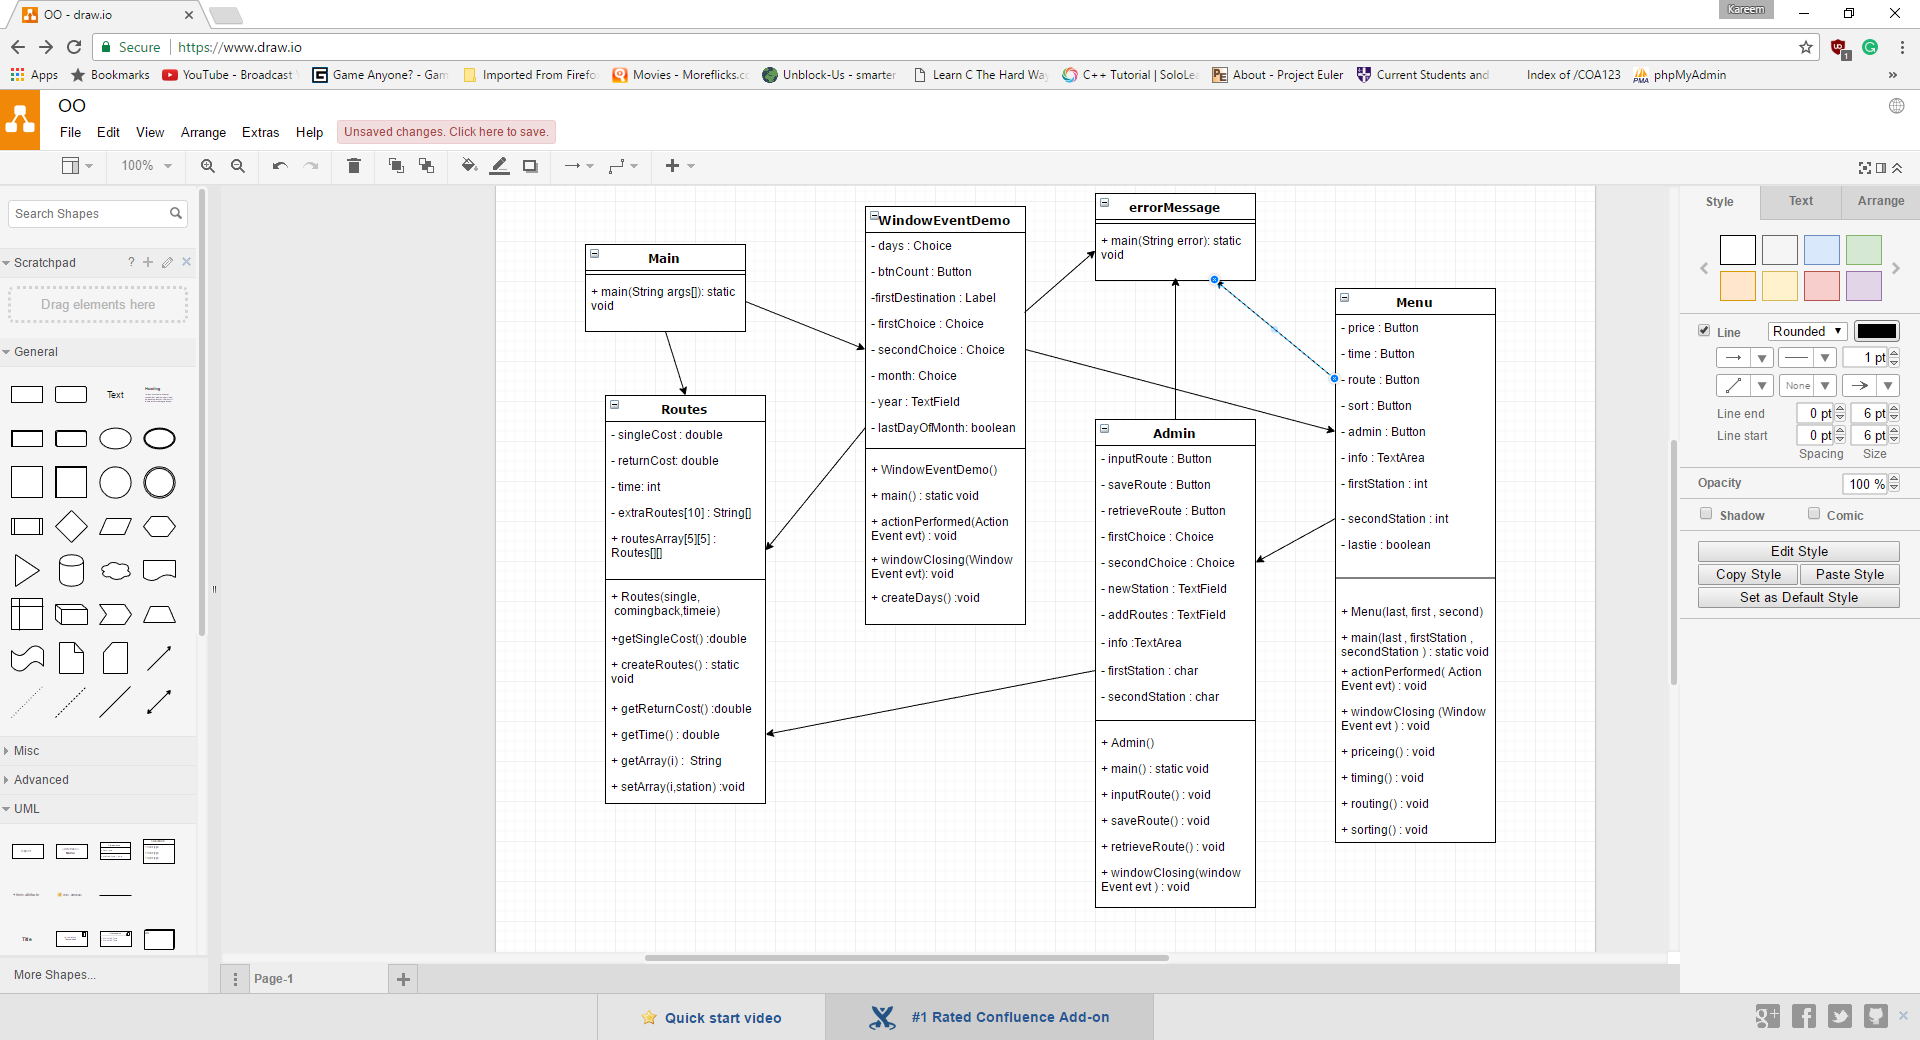 OO - draw.io
Kareem
Secure
https://www.draw.io
Apps
Bookmarks
YouTube - Broadcast
Game Anyone? - Gam
Imported From Firefo
Movies - Moreflicks.cc
Unblock-Us - smarter
Learn C The Hard Way
C++ Tutorial | SoloLea
PE
About - Project Euler
Current Students and
Index of /COA123
PMA
phpMyAdmin
»
OO
File
Edit
View
Arrange
Extras
Help
Unsaved changes. Click here to save.
100%
Search Shapes
Scratchpad
?
Drag elements here
General
Text
Heading
Misc
Advanced
UML
Title
More Shapes...
Main
+ main(String args[]): static
void
Routes
- singleCost : double
- returnCost: double
- time: int
- extraRoutes[10] : String[]
+ routesArray[5][5] :
Routes[][]
+ Routes(single,
comingback,timeie)
+getSingleCost() :double
+ createRoutes() : static
void
+ getReturnCost() :double
+ getTime() : double
+ getArray(i) : String
+ setArray(i,station) :void
WindowEventDemo
- days : Choice
- btnCount : Button
-firstDestination : Label
- firstChoice : Choice
- secondChoice : Choice
- month: Choice
- year : TextField
- lastDayOfMonth: boolean
+ WindowEventDemo()
+ main() : static void
+ actionPerformed(Action
Event evt) : void
+ windowClosing(Window
Event evt): void
+ createDays() :void
errorMessage
+ main(String error): static
void
Admin
- inputRoute : Button
- saveRoute : Button
- retrieveRoute : Button
- firstChoice : Choice
- secondChoice : Choice
- newStation : TextField
- addRoutes : TextField
- info :TextArea
- firstStation : char
- secondStation : char
+ Admin()
+ main() : static void
+ inputRoute() : void
+ saveRoute() : void
+ retrieveRoute() : void
+ windowClosing(window
Event evt ) : void
Menu
- price : Button
- time : Button
- route : Button
- sort : Button
- admin : Button
- info : TextArea
- firstStation : int
- secondStation : int
- lastie : boolean
+ Menu(last, first , second)
+ main(last , firstStation ,
secondStation ) : static void
+ actionPerformed( Action
Event evt) : void
+ windowClosing (Window
Event evt ) : void
+ priceing() : void
+ timing() : void
+ routing() : void
+ sorting() : void
Style
Text
Arrange
Line
Rounded
1 pt
None
Line end
0 pt
6 pt
Line start
0 pt
6 pt
Spacing
Size
Opacity
100 %
Shadow
Comic
Edit Style
Copy Style
Paste Style
Set as Default Style
Page-1
Quick start video
#1 Rated Confluence Add-on
g+